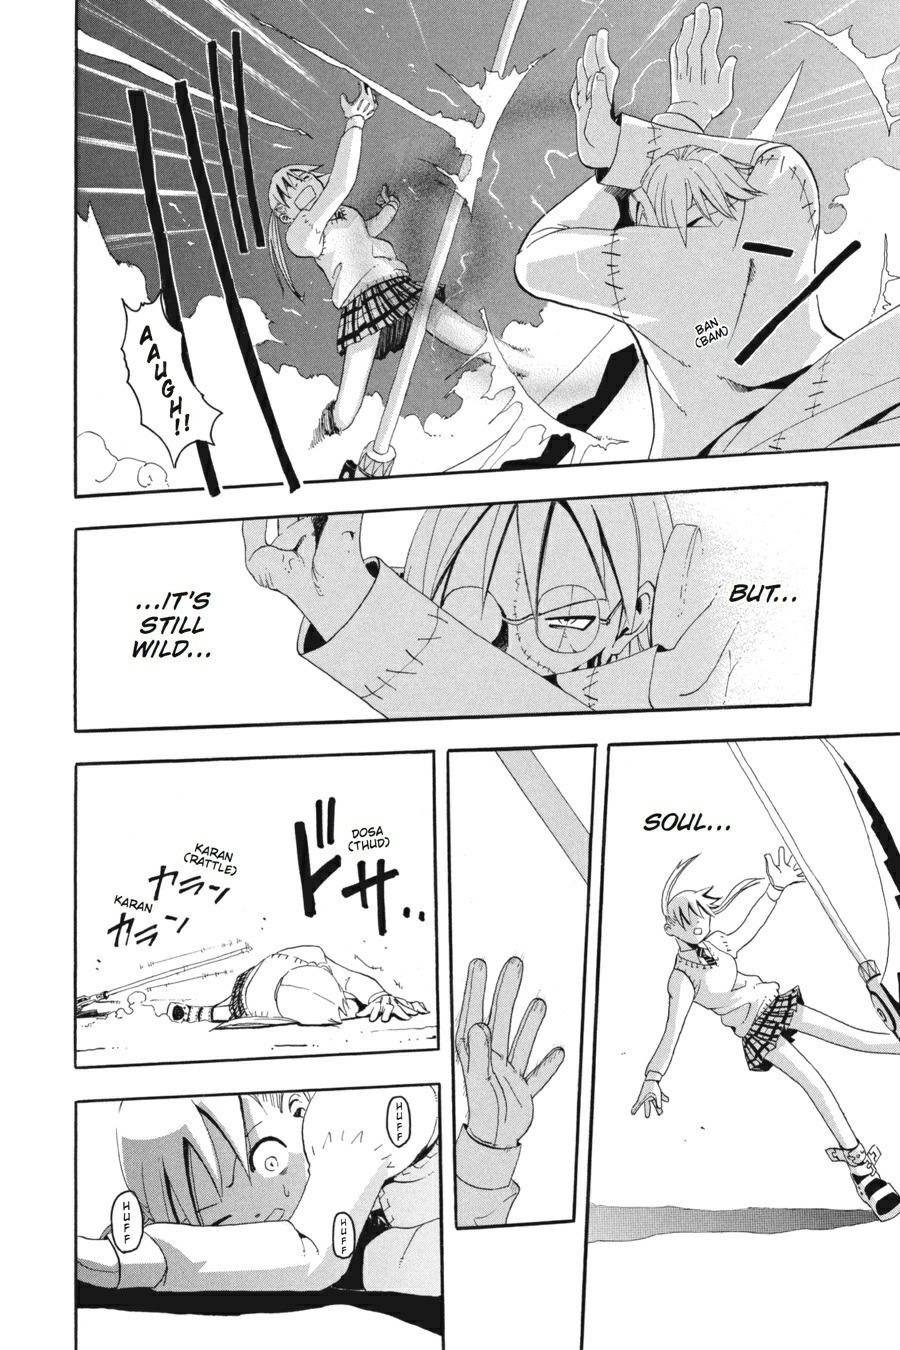 BAN
(BAM)
AAUGH!!
BUT...
...IT'S
STILL
WILD...
SOUL...
ドサ..
DOSA
(THUD)
カラン
KARAN
(RATTLE)
カラン
KARAN
HUFF
HUFF
HUFF